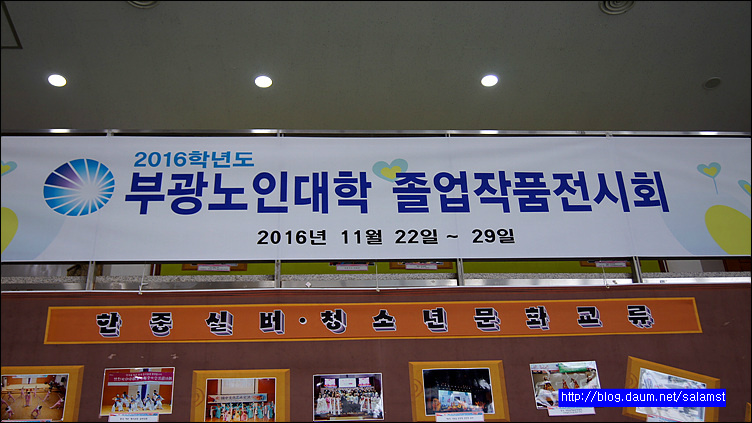 2016학년도
부광노인대학 졸업작품전시회
2016년 11월 22일 ~ 29일
한중실버·청소년문화교류
http://blog.daum.net/salamst